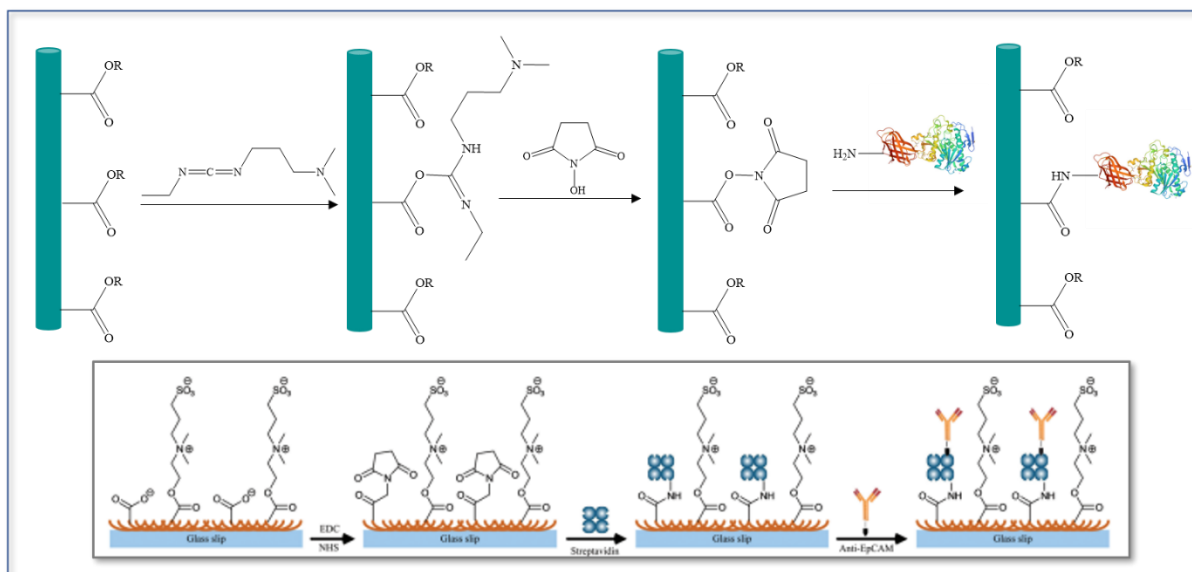 OR
O
OR
O
OR
O
N=C=N
N
OR
O
N
NH
O
N
O
OR
O
O
N
O
OH
OR
O
O
O
N
O
O
OR
O
H₂N
OR
O
HN
O
OR
O
⊖
SO₃
⊖
SO₃
N⊕
N⊕
O
O⊖
O
O
O
O⊖
O
O
Glass slip
EDC
NHS
⊖
SO₃
⊖
SO₃
O
N
O
N⊕
O
N
O
N⊕
O
O
O
O
O
O
Glass slip
Streptavidin
⊖
SO₃
⊖
SO₃
N⊕
N⊕
O
NH
O
O
O
NH
O
O
Glass slip
Anti-EpCAM
⊖
SO₃
⊖
SO₃
N⊕
N⊕
O
NH
O
O
O
NH
O
O
Glass slip